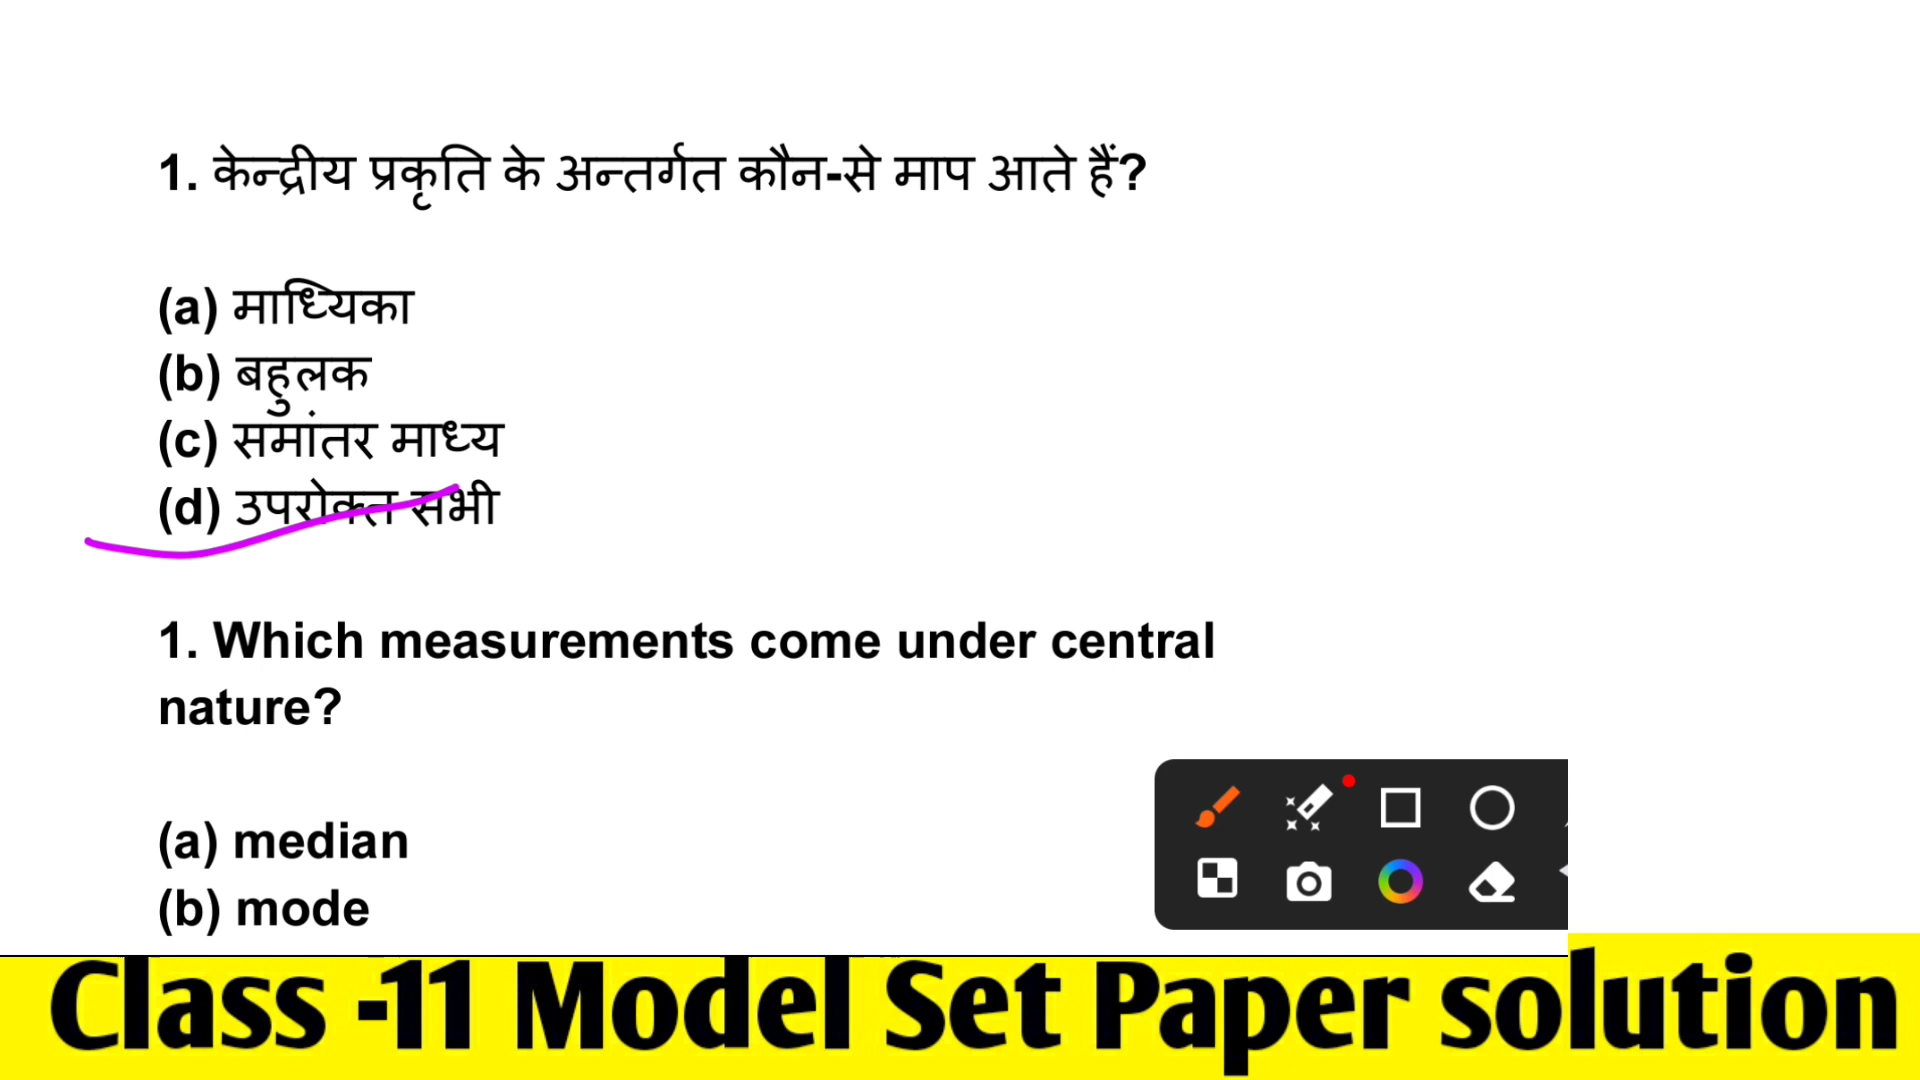 1. केन्द्रीय प्रकृति के अन्तर्गत कौन-से माप आते हैं?
(a) माध्यिका
(b) बहुलक
(c) समांतर माध्य
(d) उपरोक्त सभी
1. Which measurements come under central
nature?
(a) median
(b) mode
Class -11 Model Set Paper solution